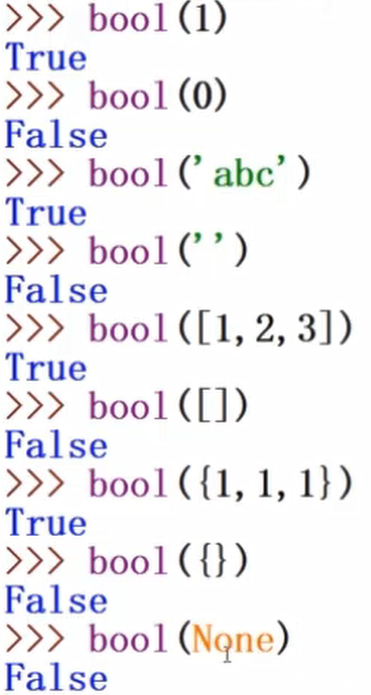 >>> bool(1)
True
>>> bool(0)
False
>>> bool('abc')
True
>>> bool('')
False
>>> bool([1,2,3])
True
>>> bool([])
False
>>> bool({1,1,1})
True
>>> bool({})
False
>>> bool(None)
False